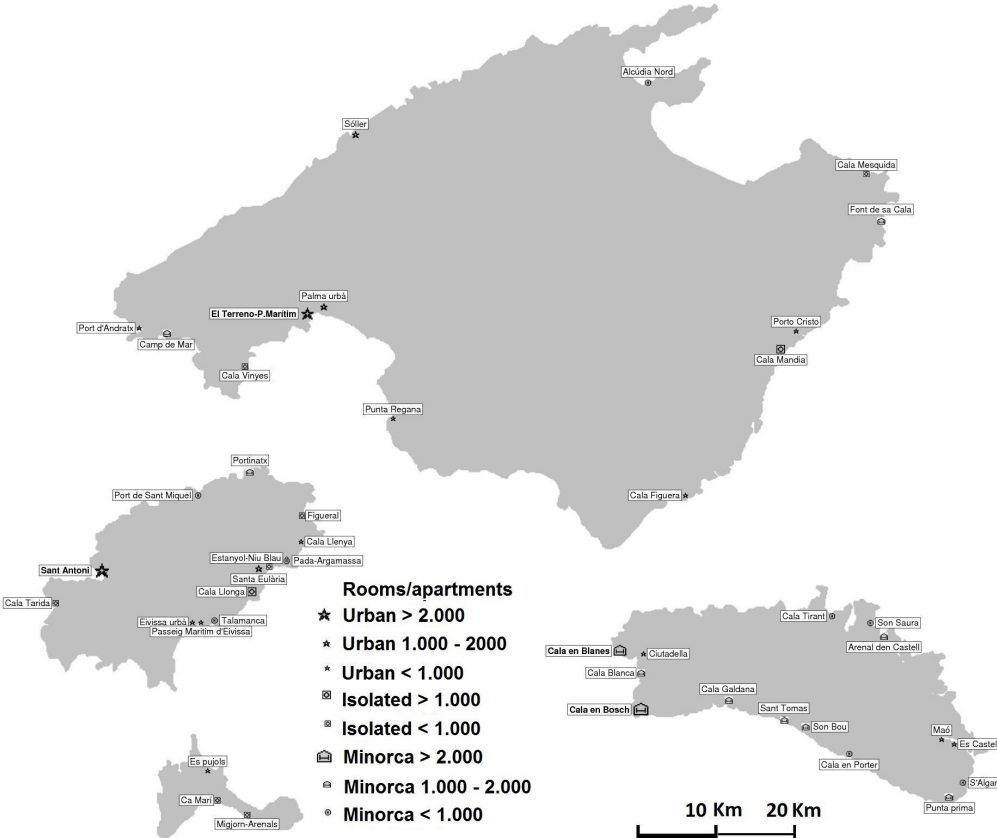 Alcúdia Nord
Sóller
Cala Mesquida
Font de sa Cala
Palma urbà
El Terreno-P.Marítim
Port d'Andratx
Camp de Mar
Porto Cristo
Cala Mandia
Cala Vinyes
Punta Regana
Cala Figuera
Portinatx
Port de Sant Miquel
Figueral
Cala Llenya
Estanyol-Niu Blau
Pada-Argamassa
Sant Antoni
Santa Eulària
Cala Llonga
Cala Tarida
Eivissa urbà
Talamanca
Passeig Maritim d'Eivissa
Rooms/apartments
Urban > 2.000
Urban 1.000 - 2000
Urban < 1.000
Isolated > 1.000
Isolated < 1.000
Minorca > 2.000
Minorca 1.000 - 2.000
Minorca < 1.000
Cala Tirant
Son Saura
Arenal den Castell
Cala en Blanes
Ciutadella
Cala Blanca
Cala Galdana
Cala en Bosch
Sant Tomas
Son Bou
Maó
Es Castel
Cala en Porter
S'Algar
Punta prima
Es pujols
Ca Marí
Migjorn-Arenals
10 Km
20 Km